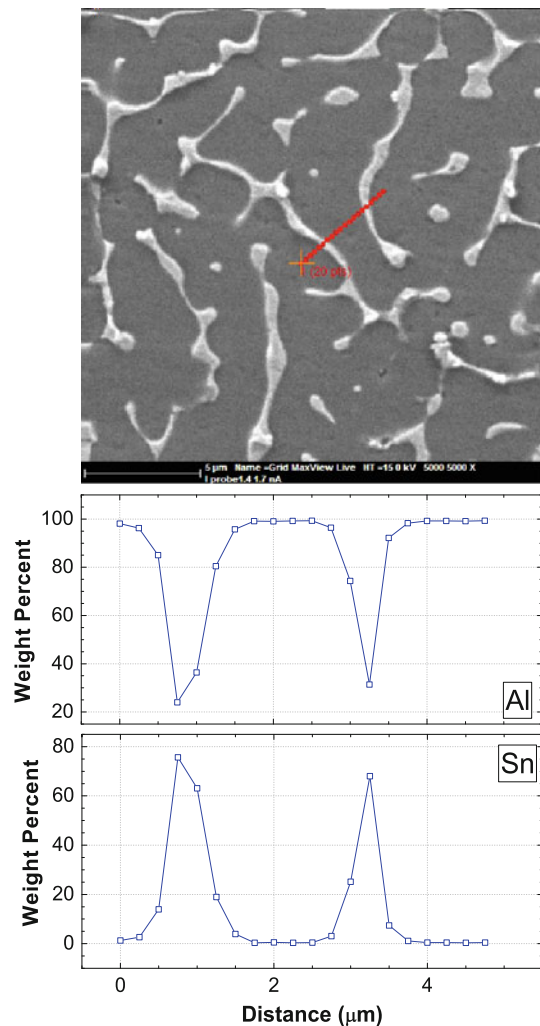 (20 pts)
5 µm Name =Grid MaxView Live HT =15 0 kV 5000 5000 X
I probe1.4 1.7 nA
100
80
60
40
20
Weight Percent
Al
80
60
40
20
0
Weight Percent
Sn
0 2 4
Distance (μm)